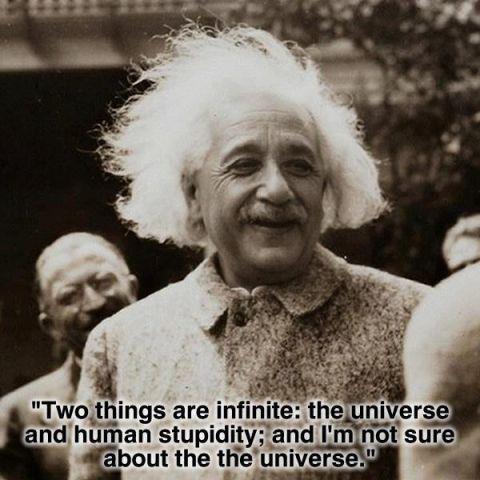 "Two things are infinite: the universe
and human stupidity; and I'm not sure
about the the universe."